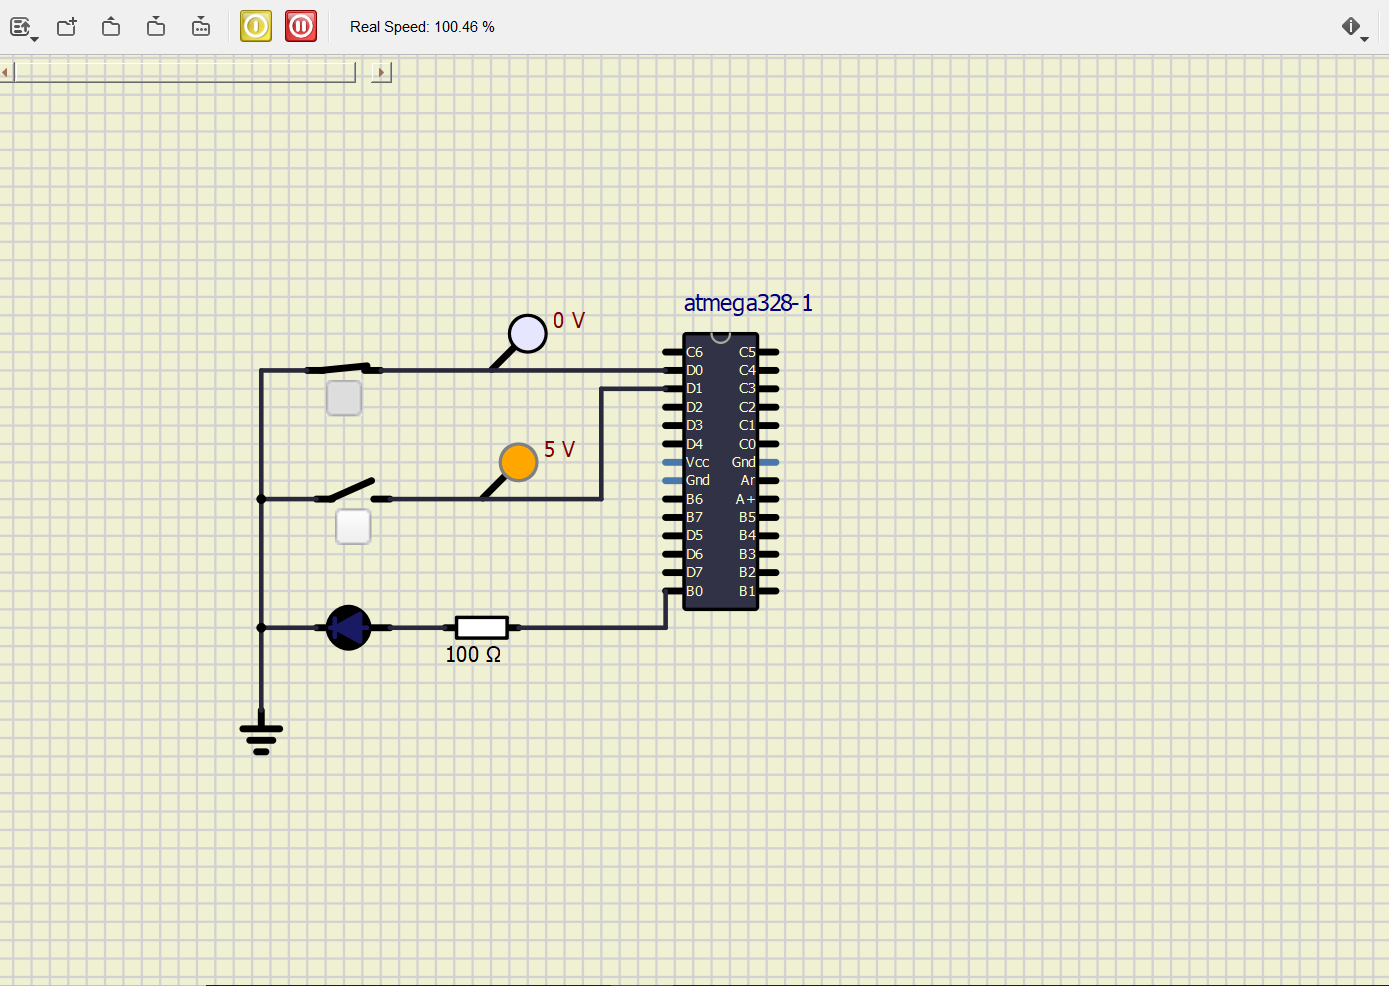 Real Speed: 100.46 %
atmega328-1
0 V
C6 C5
D0 C4
D1 C3
D2 C2
D3 C1
5 V
D4 C0
Vcc Gnd
Gnd Ar
B6 A+
B7 B5
D5 B4
D6 B3
D7 B2
B0 B1
100 Ω